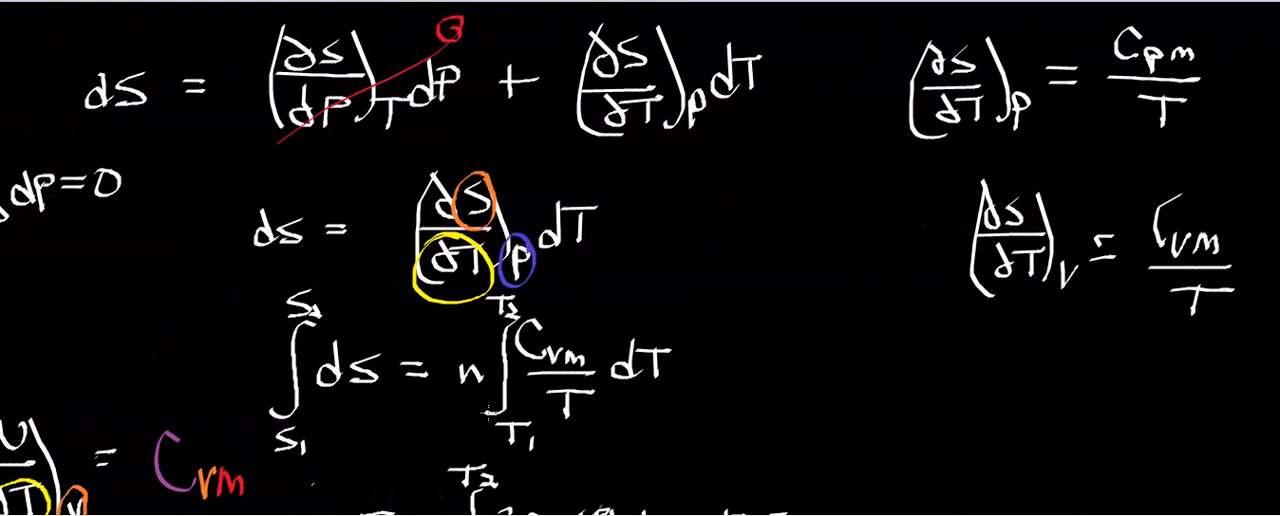 dS = (∂S/∂P)_T dP + (∂S/∂T)_P dT
0
(∂S/∂T)_P = C_Pm/T
dP=0
dS = (∂S/∂T)_P dT
(∂S/∂T)_V = C_Vm/T
∫_{S1}^{S2} dS = n ∫_{T1}^{T2} C_Vm/T dT
= C_Vm
T2